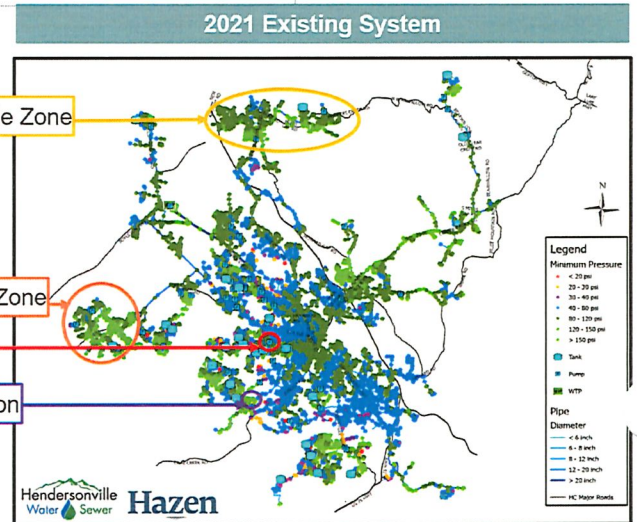 2021 Existing System
e Zone
Zone
on
N
Legend
Minimum Pressure
< 20 psi
20 - 30 psi
30 - 40 psi
40 - 80 psi
80 - 120 psi
120 - 150 psi
> 150 psi
Tank
Pump
WTP
Pipe
Diameter
< 6 inch
6 - 8 inch
8 - 12 inch
12 - 20 inch
> 20 inch
HC Major Roads
Hendersonville
Water Sewer
Hazen